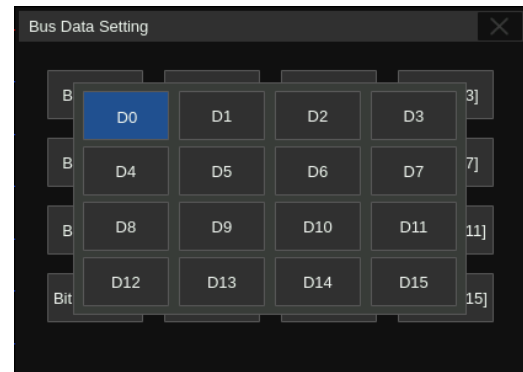 Bus Data Setting
B 3]
D0 D1 D2 D3
B 7]
D4 D5 D6 D7
B D8 D9 D10 D11 11]
D12 D13 D14 D15
Bit 15]